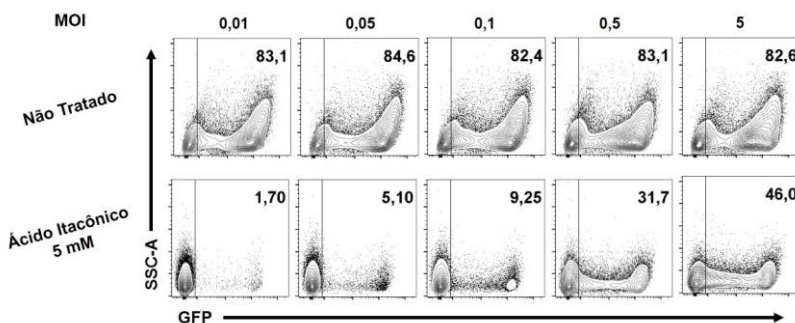 MOI 0,01 0,05 0,1 0,5 5
Não Tratado
83,1 84,6 82,4 83,1 82,6
Ácido Itacônico
5 mM
1,70 5,10 9,25 31,7 46,0
SSC-A
GFP